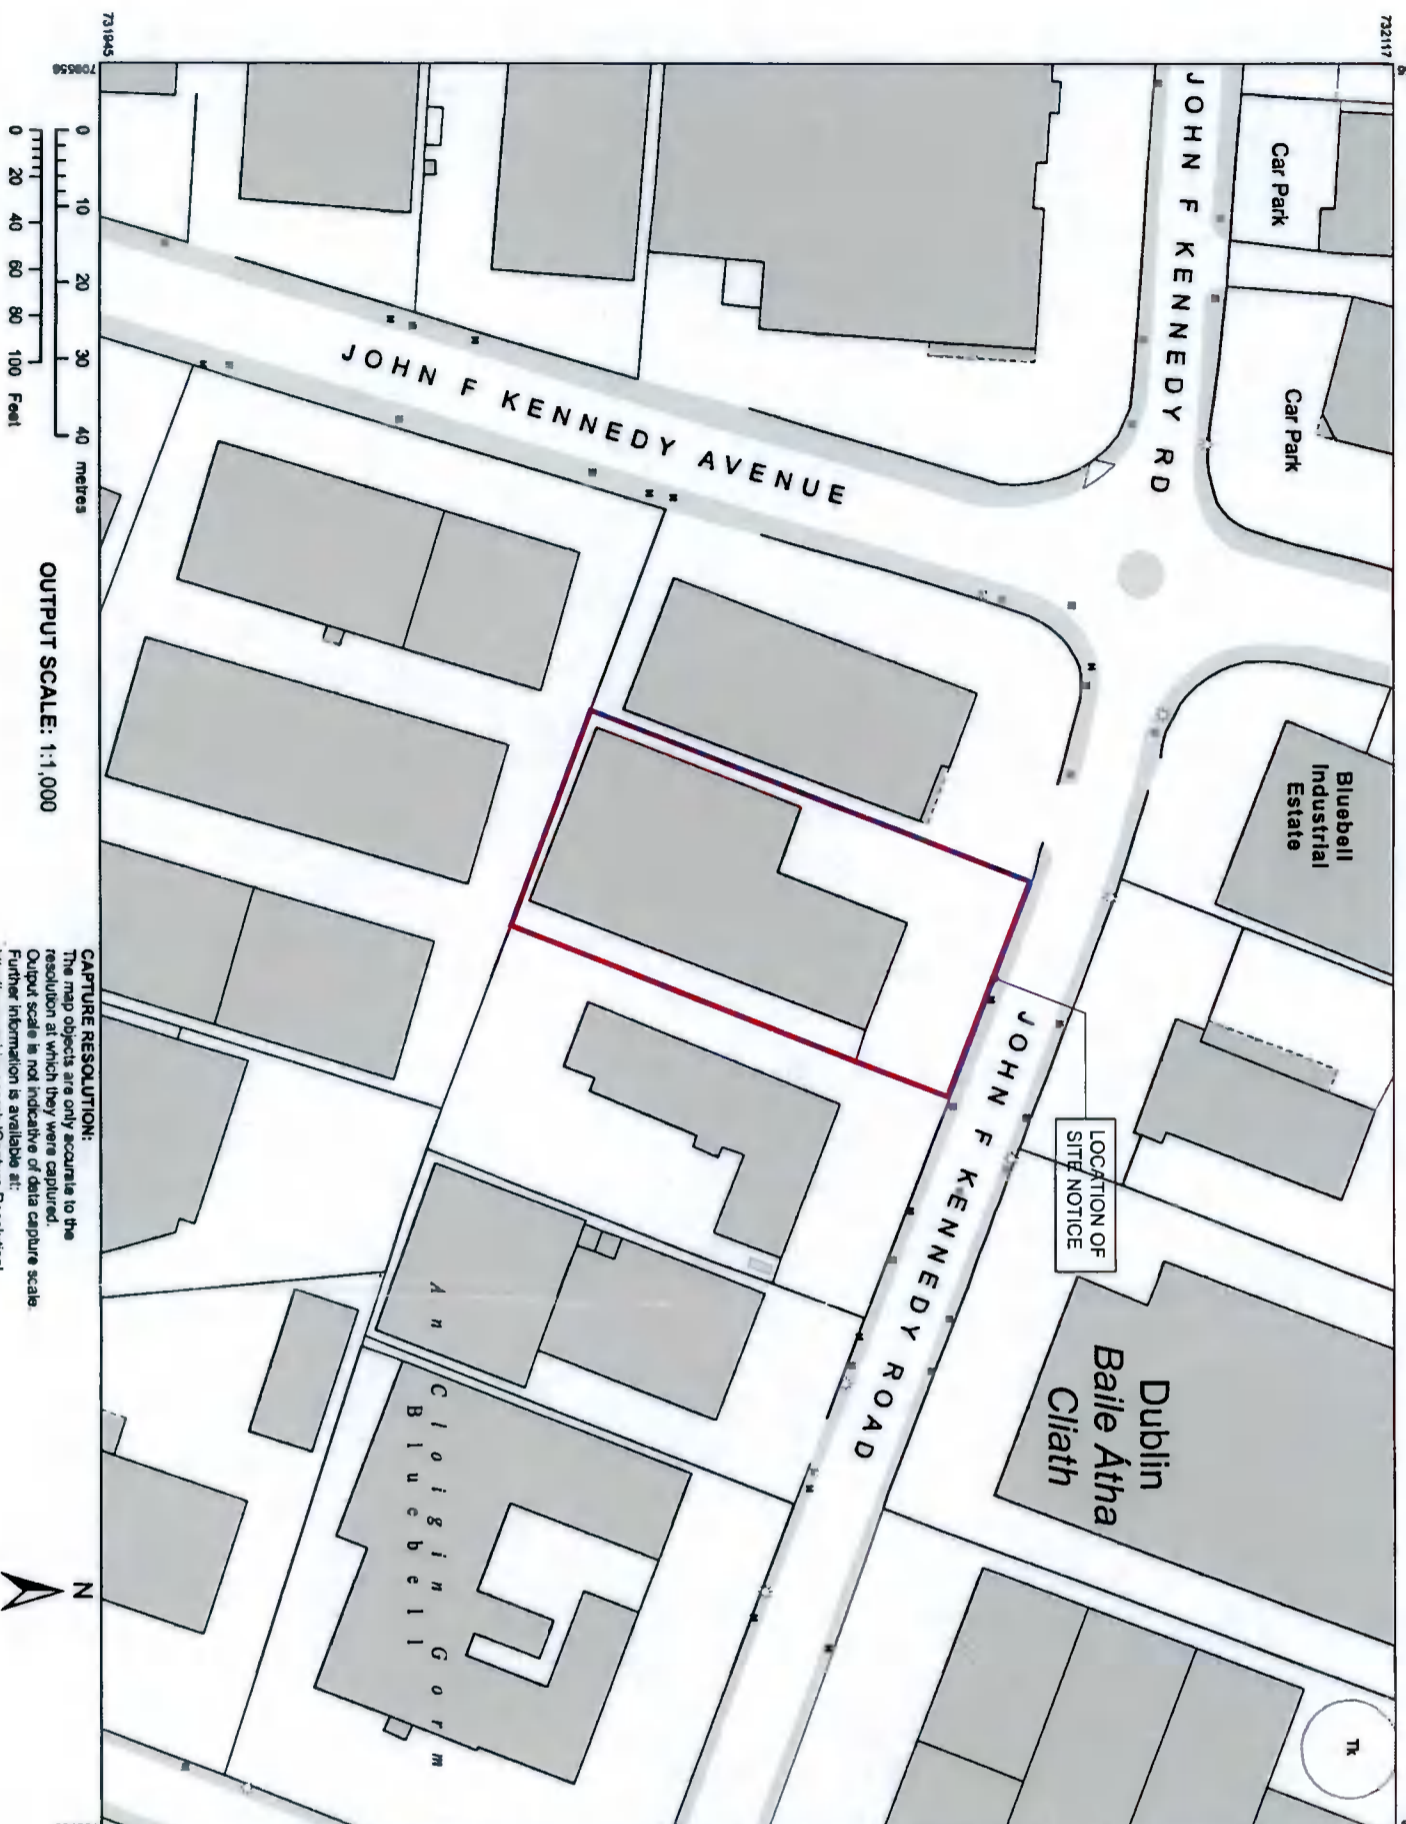 732117
JOHN F KENNEDY RD
Car Park
Car Park
Bluebell
Industrial
Estate
Tk
Dublin
Baile Átha
Cliath
LOCATION OF
SITE NOTICE
JOHN F KENNEDY ROAD
JOHN F KENNEDY AVENUE
An Cloigín Gorm
Bluebell
731945
0 10 20 30 40 metres
0 20 40 60 80 100 Feet
OUTPUT SCALE: 1:1,000
CAPTURE RESOLUTION:
The map objects are only accurate to the
resolution at which they were captured.
Output scale is not indicative of data capture scale.
Further information is available at:
N